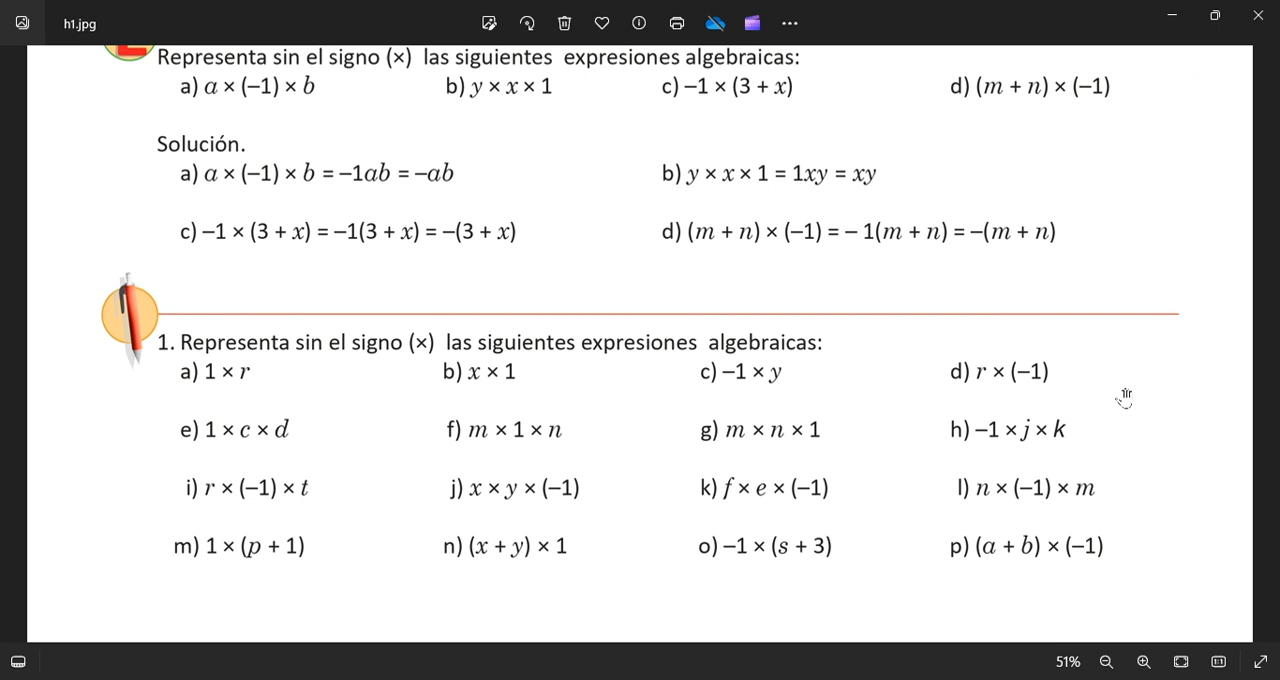 h1.jpg
Representa sin el signo (×) las siguientes expresiones algebraicas:
a) a × (−1) × b b) y × x × 1 c) −1 × (3 + x) d) (m + n) × (−1)
Solución.
a) a × (−1) × b = −1ab = −ab b) y × x × 1 = 1xy = xy
c) −1 × (3 + x) = −1(3 + x) = −(3 + x) d) (m + n) × (−1) = − 1(m + n) = −(m + n)
1. Representa sin el signo (×) las siguientes expresiones algebraicas:
a) 1 × r b) x × 1 c) −1 × y d) r × (−1)
e) 1 × c × d f) m × 1 × n g) m × n × 1 h) −1 × j × k
i) r × (−1) × t j) x × y × (−1) k) f × e × (−1) l) n × (−1) × m
m) 1 × (p + 1) n) (x + y) × 1 o) −1 × (s + 3) p) (a + b) × (−1)
51%